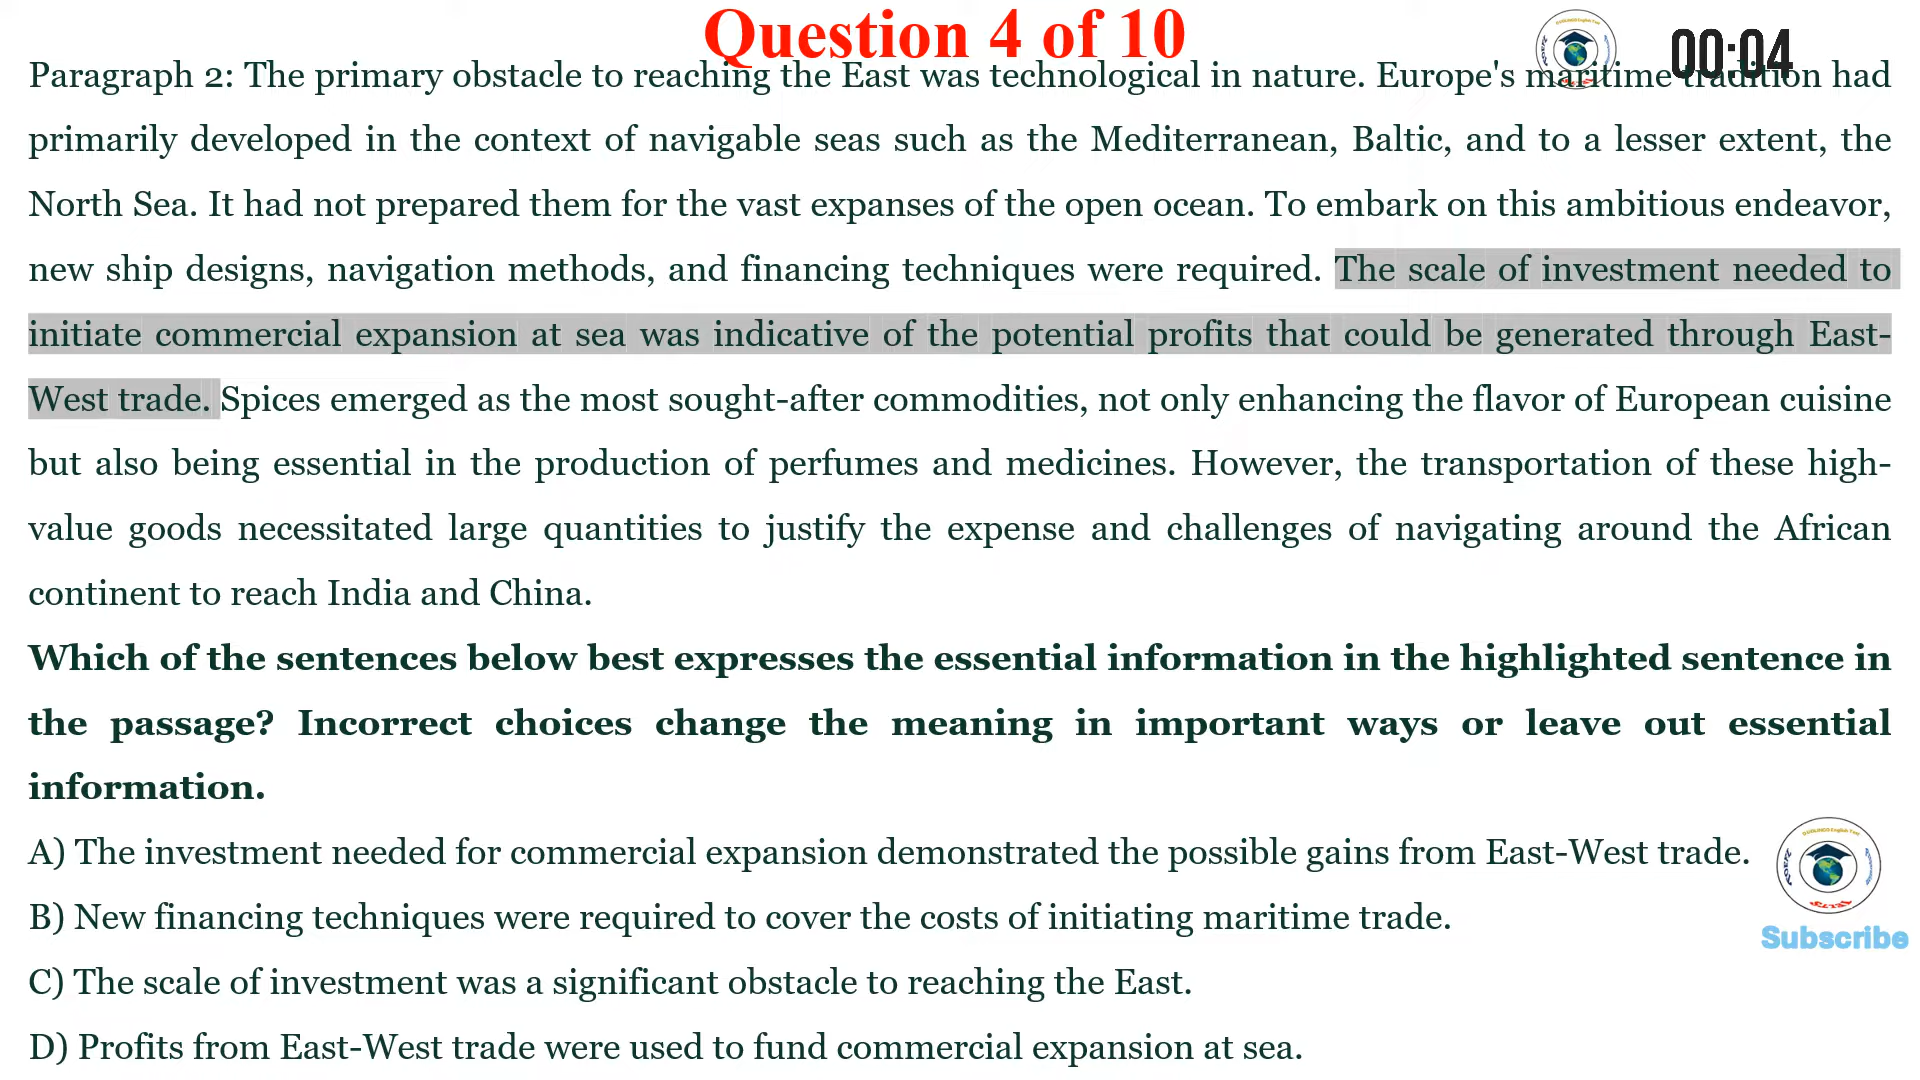 Question 4 of 10
00:04
Paragraph 2: The primary obstacle to reaching the East was technological in nature. Europe's maritime tradition had
primarily developed in the context of navigable seas such as the Mediterranean, Baltic, and to a lesser extent, the
North Sea. It had not prepared them for the vast expanses of the open ocean. To embark on this ambitious endeavor,
new ship designs, navigation methods, and financing techniques were required. The scale of investment needed to
initiate commercial expansion at sea was indicative of the potential profits that could be generated through East-
West trade. Spices emerged as the most sought-after commodities, not only enhancing the flavor of European cuisine
but also being essential in the production of perfumes and medicines. However, the transportation of these high-
value goods necessitated large quantities to justify the expense and challenges of navigating around the African
continent to reach India and China.
Which of the sentences below best expresses the essential information in the highlighted sentence in
the passage? Incorrect choices change the meaning in important ways or leave out essential
information.
A) The investment needed for commercial expansion demonstrated the possible gains from East-West trade.
B) New financing techniques were required to cover the costs of initiating maritime trade.
C) The scale of investment was a significant obstacle to reaching the East.
D) Profits from East-West trade were used to fund commercial expansion at sea.
Subscribe